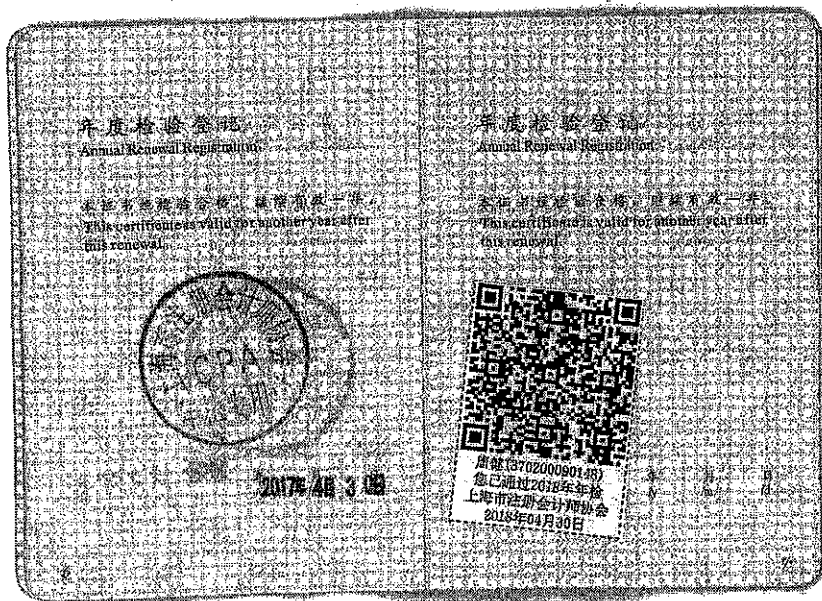 年度检验登记
Annual Renewal Registration
本证书经检验合格，继续有效一年。
This certificate is valid for another year after
this renewal.
CPA
2017年4月30日
6
年度检验登记
Annual Renewal Registration
本证书经检验合格，继续有效一年。
This certificate is valid for another year after
this renewal.
(370200090148)
您已通过2018年年检
上海市注册会计师协会
2018年04月30日
年 月 日
/y /m /d
7